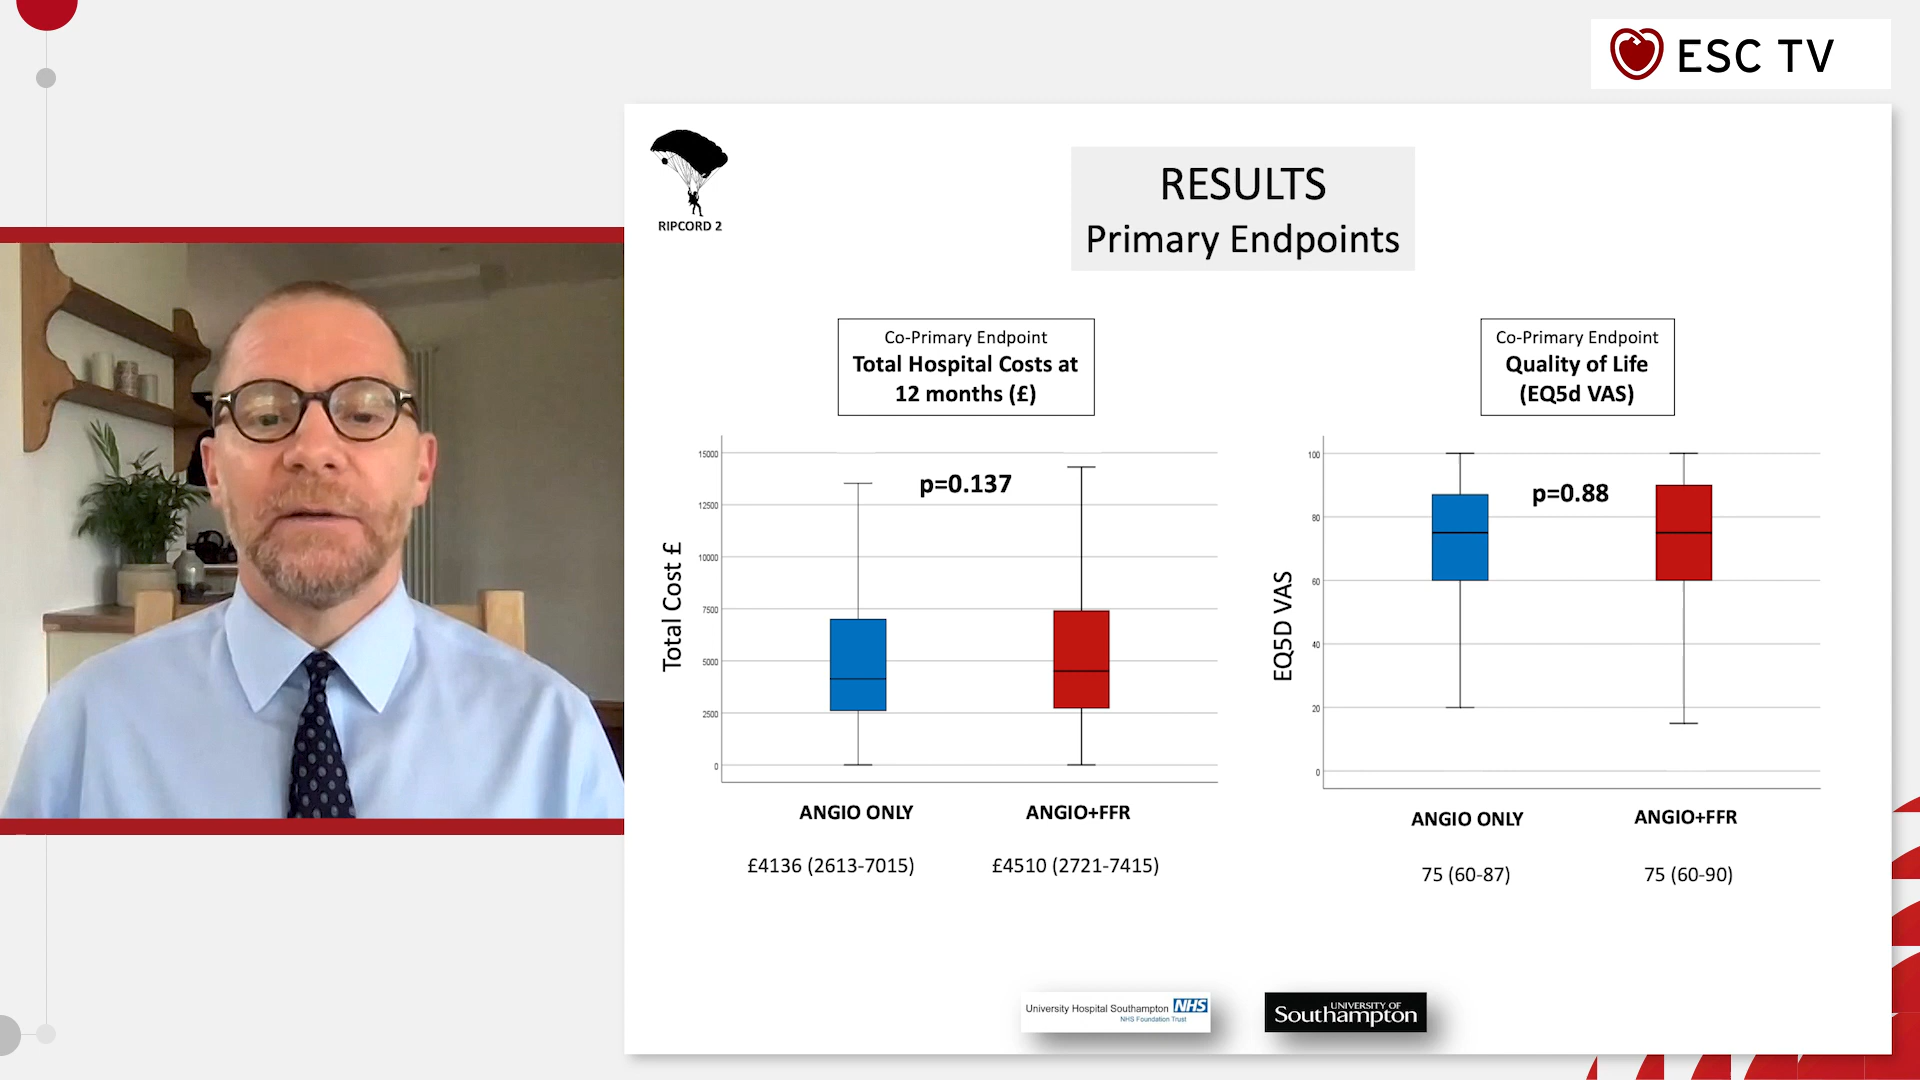 ESC TV
RIPCORD 2
RESULTS
Primary Endpoints
Co-Primary Endpoint
Total Hospital Costs at
12 months (£)
Total Cost £
15000
12500
10000
7500
5000
2500
0
p=0.137
ANGIO ONLY
ANGIO+FFR
£4136 (2613-7015)
£4510 (2721-7415)
Co-Primary Endpoint
Quality of Life
(EQ5d VAS)
EQ5D VAS
100
80
60
40
20
0
p=0.88
ANGIO ONLY
ANGIO+FFR
75 (60-87)
75 (60-90)
University Hospital Southampton NHS
NHS Foundation Trust
UNIVERSITY OF
Southampton